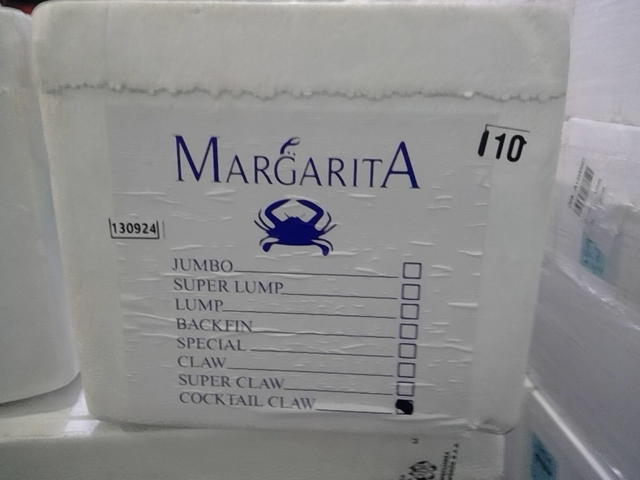 MARGARITA
110
130924
JUMBO
SUPER LUMP
LUMP
BACKFIN
SPECIAL
CLAW
SUPER CLAW
COCKTAIL CLAW